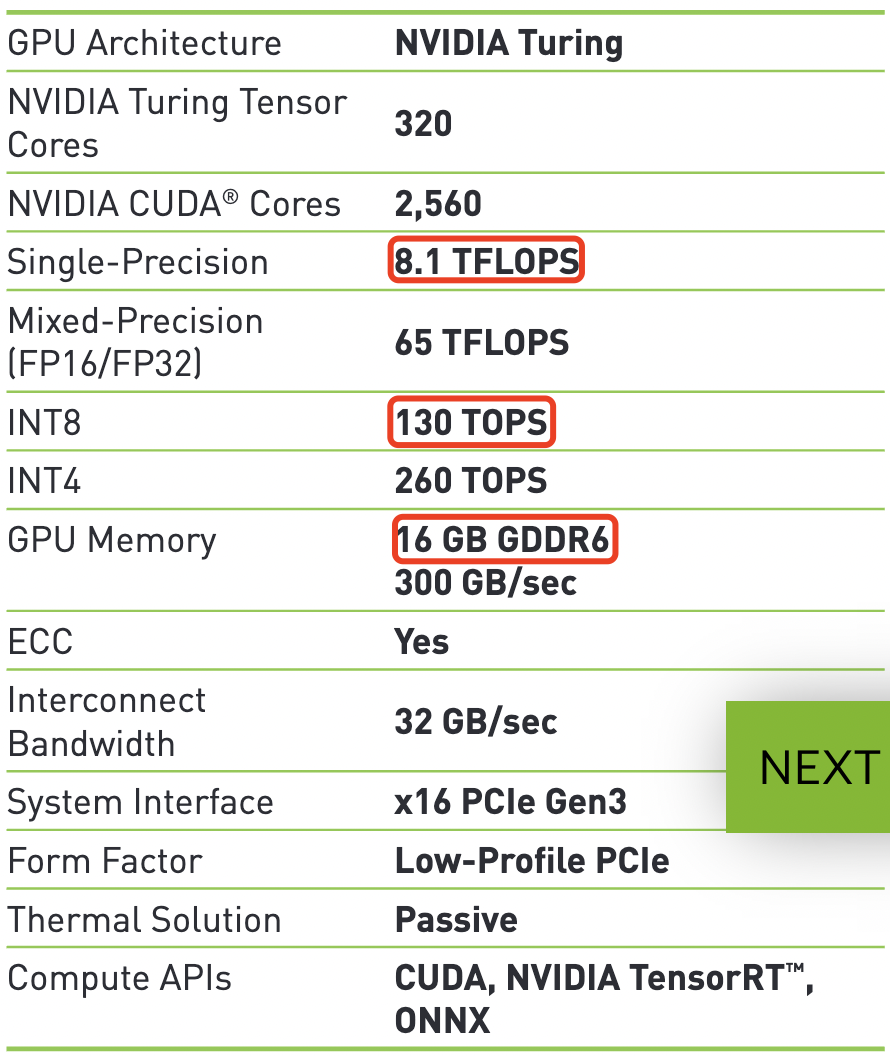 GPU Architecture NVIDIA Turing
NVIDIA Turing Tensor
Cores 320
NVIDIA CUDA® Cores 2,560
Single-Precision 8.1 TFLOPS
Mixed-Precision
(FP16/FP32) 65 TFLOPS
INT8 130 TOPS
INT4 260 TOPS
GPU Memory 16 GB GDDR6
300 GB/sec
ECC Yes
Interconnect
Bandwidth 32 GB/sec
NEXT
System Interface x16 PCIe Gen3
Form Factor Low-Profile PCIe
Thermal Solution Passive
Compute APIs CUDA, NVIDIA TensorRT™,
ONNX